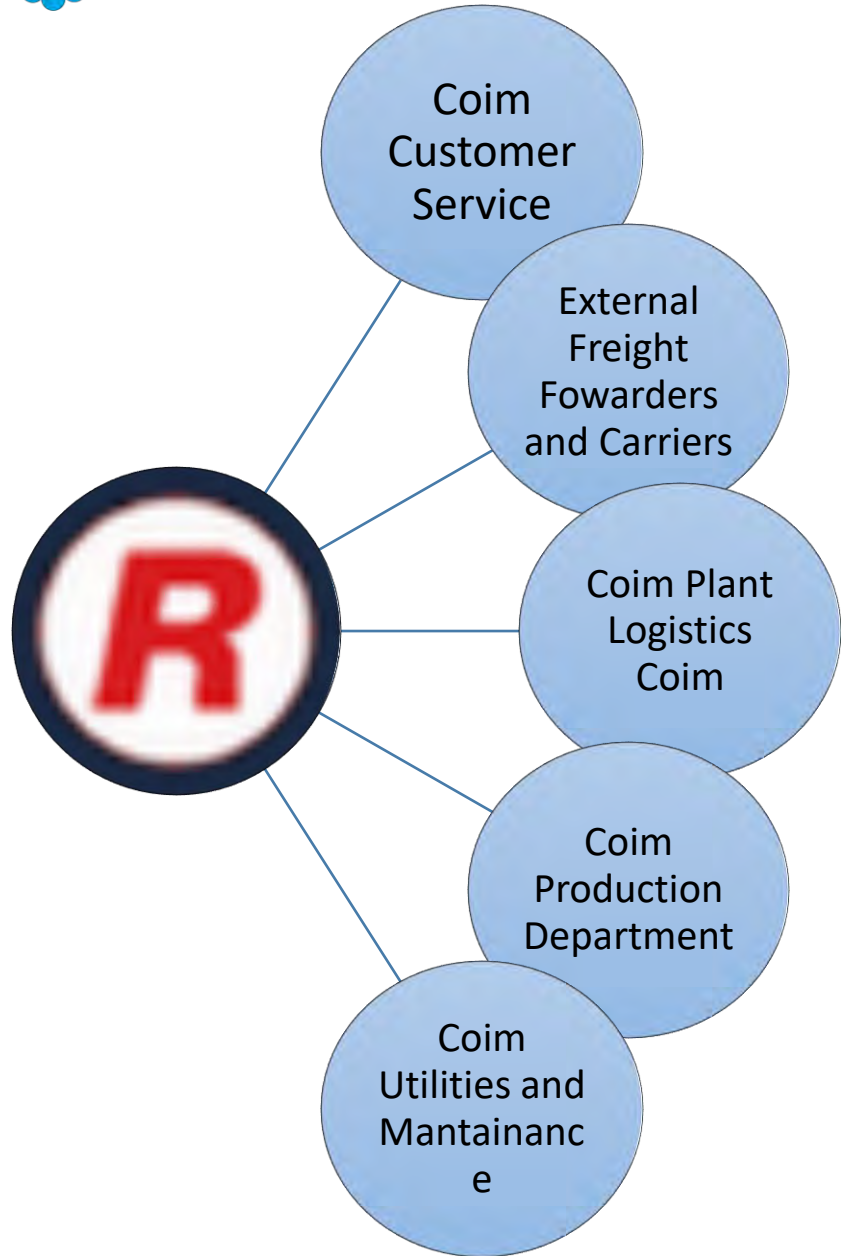 Coim
Customer
Service
External
Freight
Fowarders
and Carriers
R
Coim Plant
Logistics
Coim
Coim
Production
Department
Coim
Utilities and
Mantainanc
e